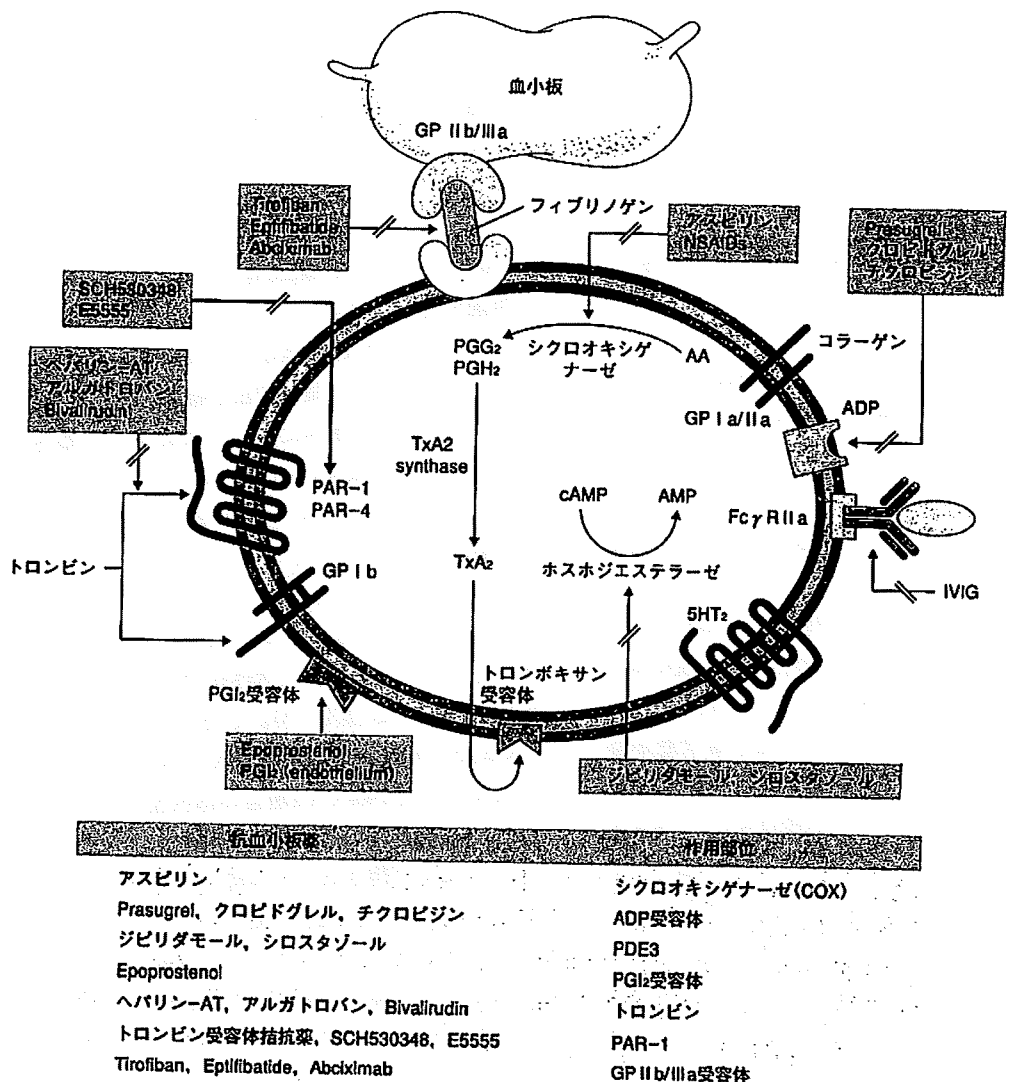 血小板
GP IIb/IIIa
Tirofiban
Eptifibatide
Abciximab
フィブリノゲン
アスピリン
(NSAIDs)
Prasugrel
クロピドグレル
チクロピジン
SCH530348
E5555
PGG₂
PGH₂
シクロオキシゲ
ナーゼ
AA
コラーゲン
ヘパリン-AT
アルガトロバン
Bivalirudin
GP Ia/IIa
ADP
TxA2
synthase
PAR-1
PAR-4
cAMP
AMP
FcγRIIa
トロンビン
GP Ib
TxA₂
ホスホジエステラーゼ
IVIG
5HT₂
PGI₂受容体
トロンボキサン
受容体
Epoprostenol
PGI₂ (endothelium)
ジピリダモール，シロスタゾール
抗血小板薬 作用部位
アスピリン シクロオキシゲナーゼ(COX)
Prasugrel，クロピドグレル，チクロピジン ADP受容体
ジピリダモール，シロスタゾール PDE3
Epoprostenol PGI₂受容体
ヘパリン-AT，アルガトロバン，Bivalirudin トロンビン
トロンビン受容体拮抗薬，SCH530348，E5555 PAR-1
Tirofiban，Eptifibatide，Abciximab GP IIb/IIIa受容体